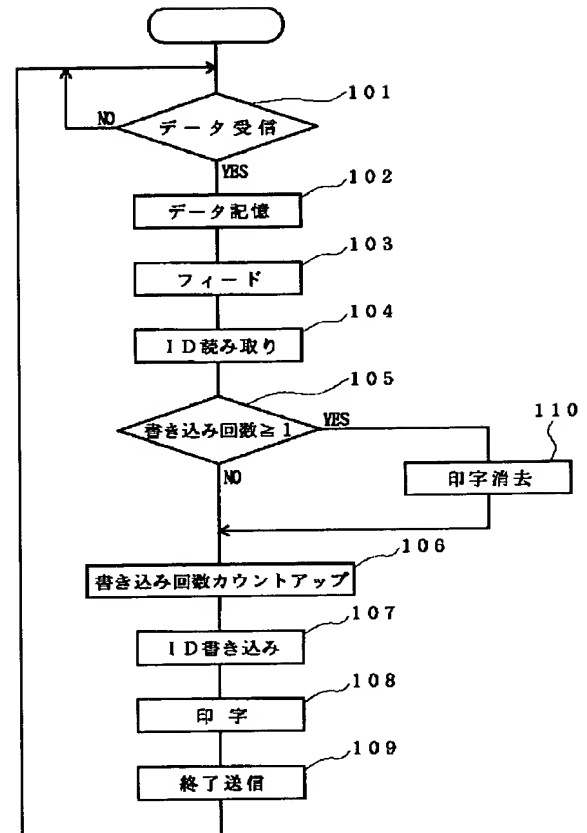 101
NO
データ受信
YES
102
データ記憶
103
フィード
104
ID読み取り
105
書き込み回数≧1
YES
110
印字消去
NO
106
書き込み回数カウントアップ
107
ID書き込み
108
印字
109
終了送信